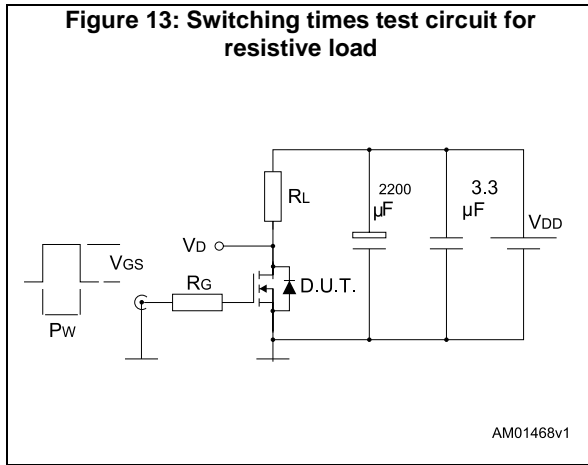 Figure 13: Switching times test circuit for
resistive load
RL
2200
µF
3.3
µF
VDD
VD
VGS
RG
D.U.T.
PW
AM01468v1